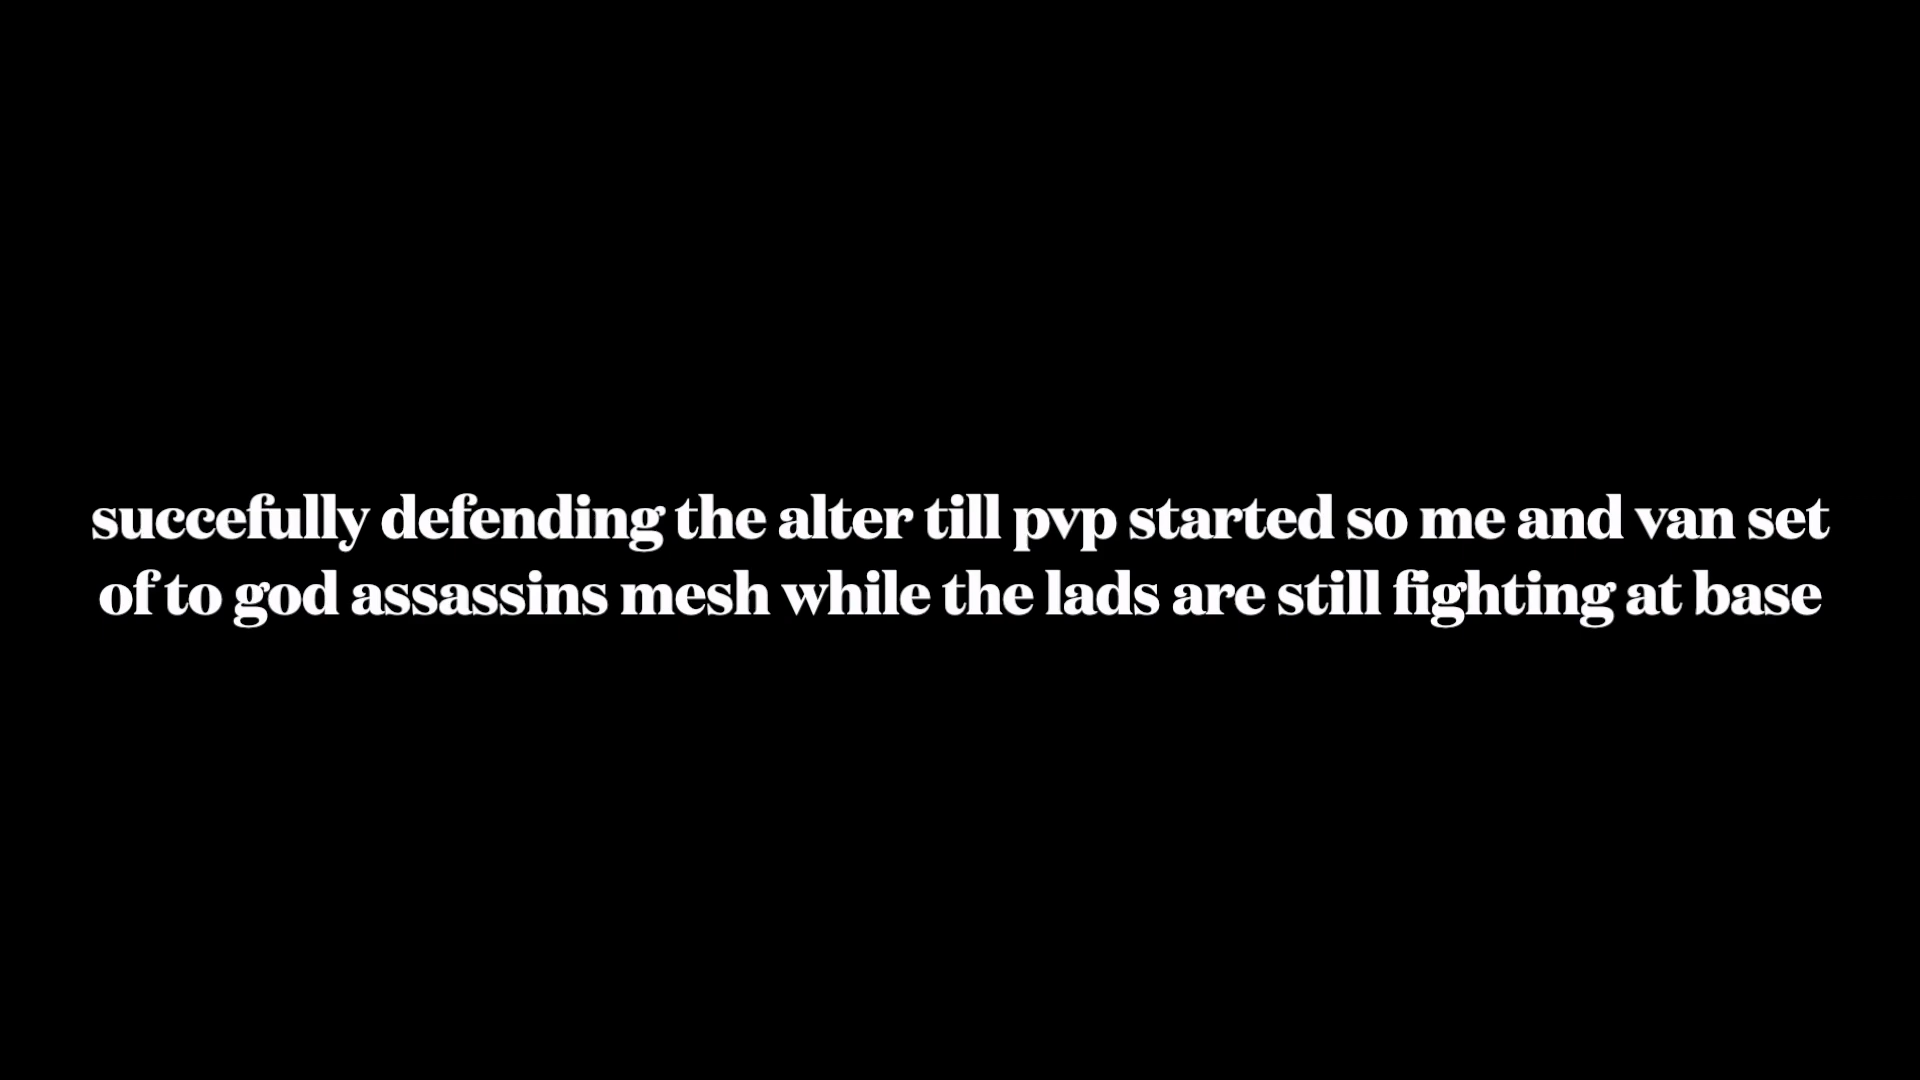 succefully defending the alter till pvp started so me and van set
of to god assassins mesh while the lads are still fighting at base